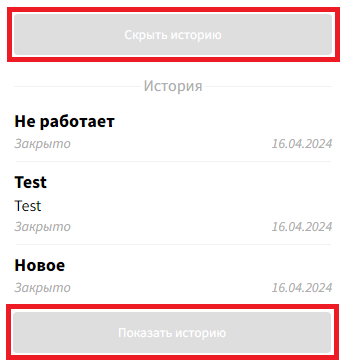 Скрыть историю
История
Не работает
Закрыто 16.04.2024
Test
Test
Закрыто 16.04.2024
Новое
Закрыто 16.04.2024
Показать историю